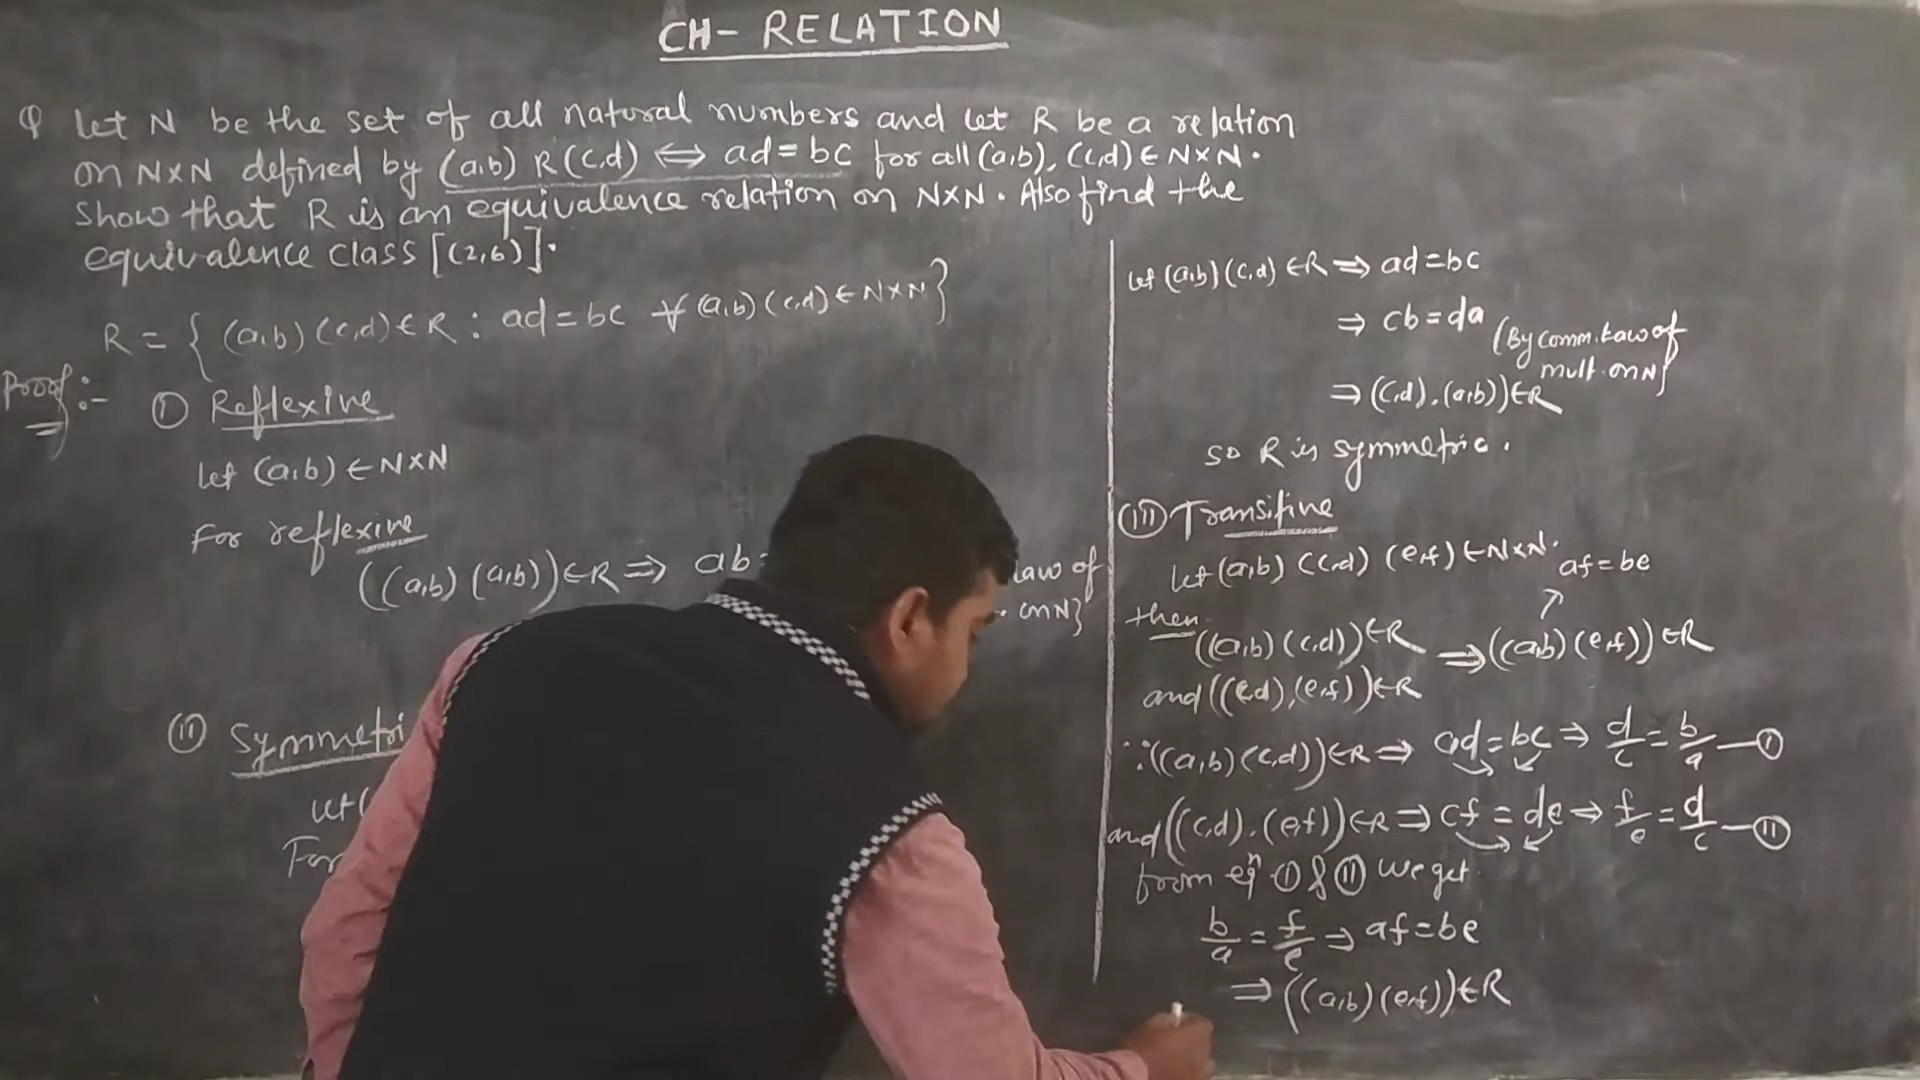 CH- RELATION
Q Let N be the set of all natural numbers and let R be a relation
on N×N defined by (a,b) R (c,d) ⟺ ad = bc for all (a,b), (c,d) ∈ N×N.
Show that R is an equivalence relation on N×N. Also find the
equivalence class [(2,6)].
R = { (a,b) (c,d) ∈ R : ad = bc ∀ (a,b) (c,d) ∈ N×N }
Proof :-
① Reflexive
Let (a,b) ∈ N×N
For reflexive
((a,b) (a,b)) ∈ R ⇒ ab =
Law of
on N}
② Symmetri
Let (
For
Let (a,b) (c,d) ∈ R ⇒ ad = bc
⇒ cb = da (By comm. Law of
mult. on N}
⇒ (c,d), (a,b)) ∈ R
so R is symmetric.
③ Transitive
Let (a,b) (c,d) (e,f) ∈ N×N.
af = be
↗
then
((a,b) (c,d)) ∈ R ⇒ ((a,b) (e,f)) ∈ R
and ((c,d), (e,f)) ∈ R
∵ ((a,b) (c,d)) ∈ R ⇒ ad = bc ⇒ d/c = b/a — ①
and ((c,d), (e,f)) ∈ R ⇒ cf = de ⇒ f/e = d/c — ②
from eqⁿ ① & ② we get
b/a = f/e ⇒ af = be
⇒ ((a,b) (e,f)) ∈ R